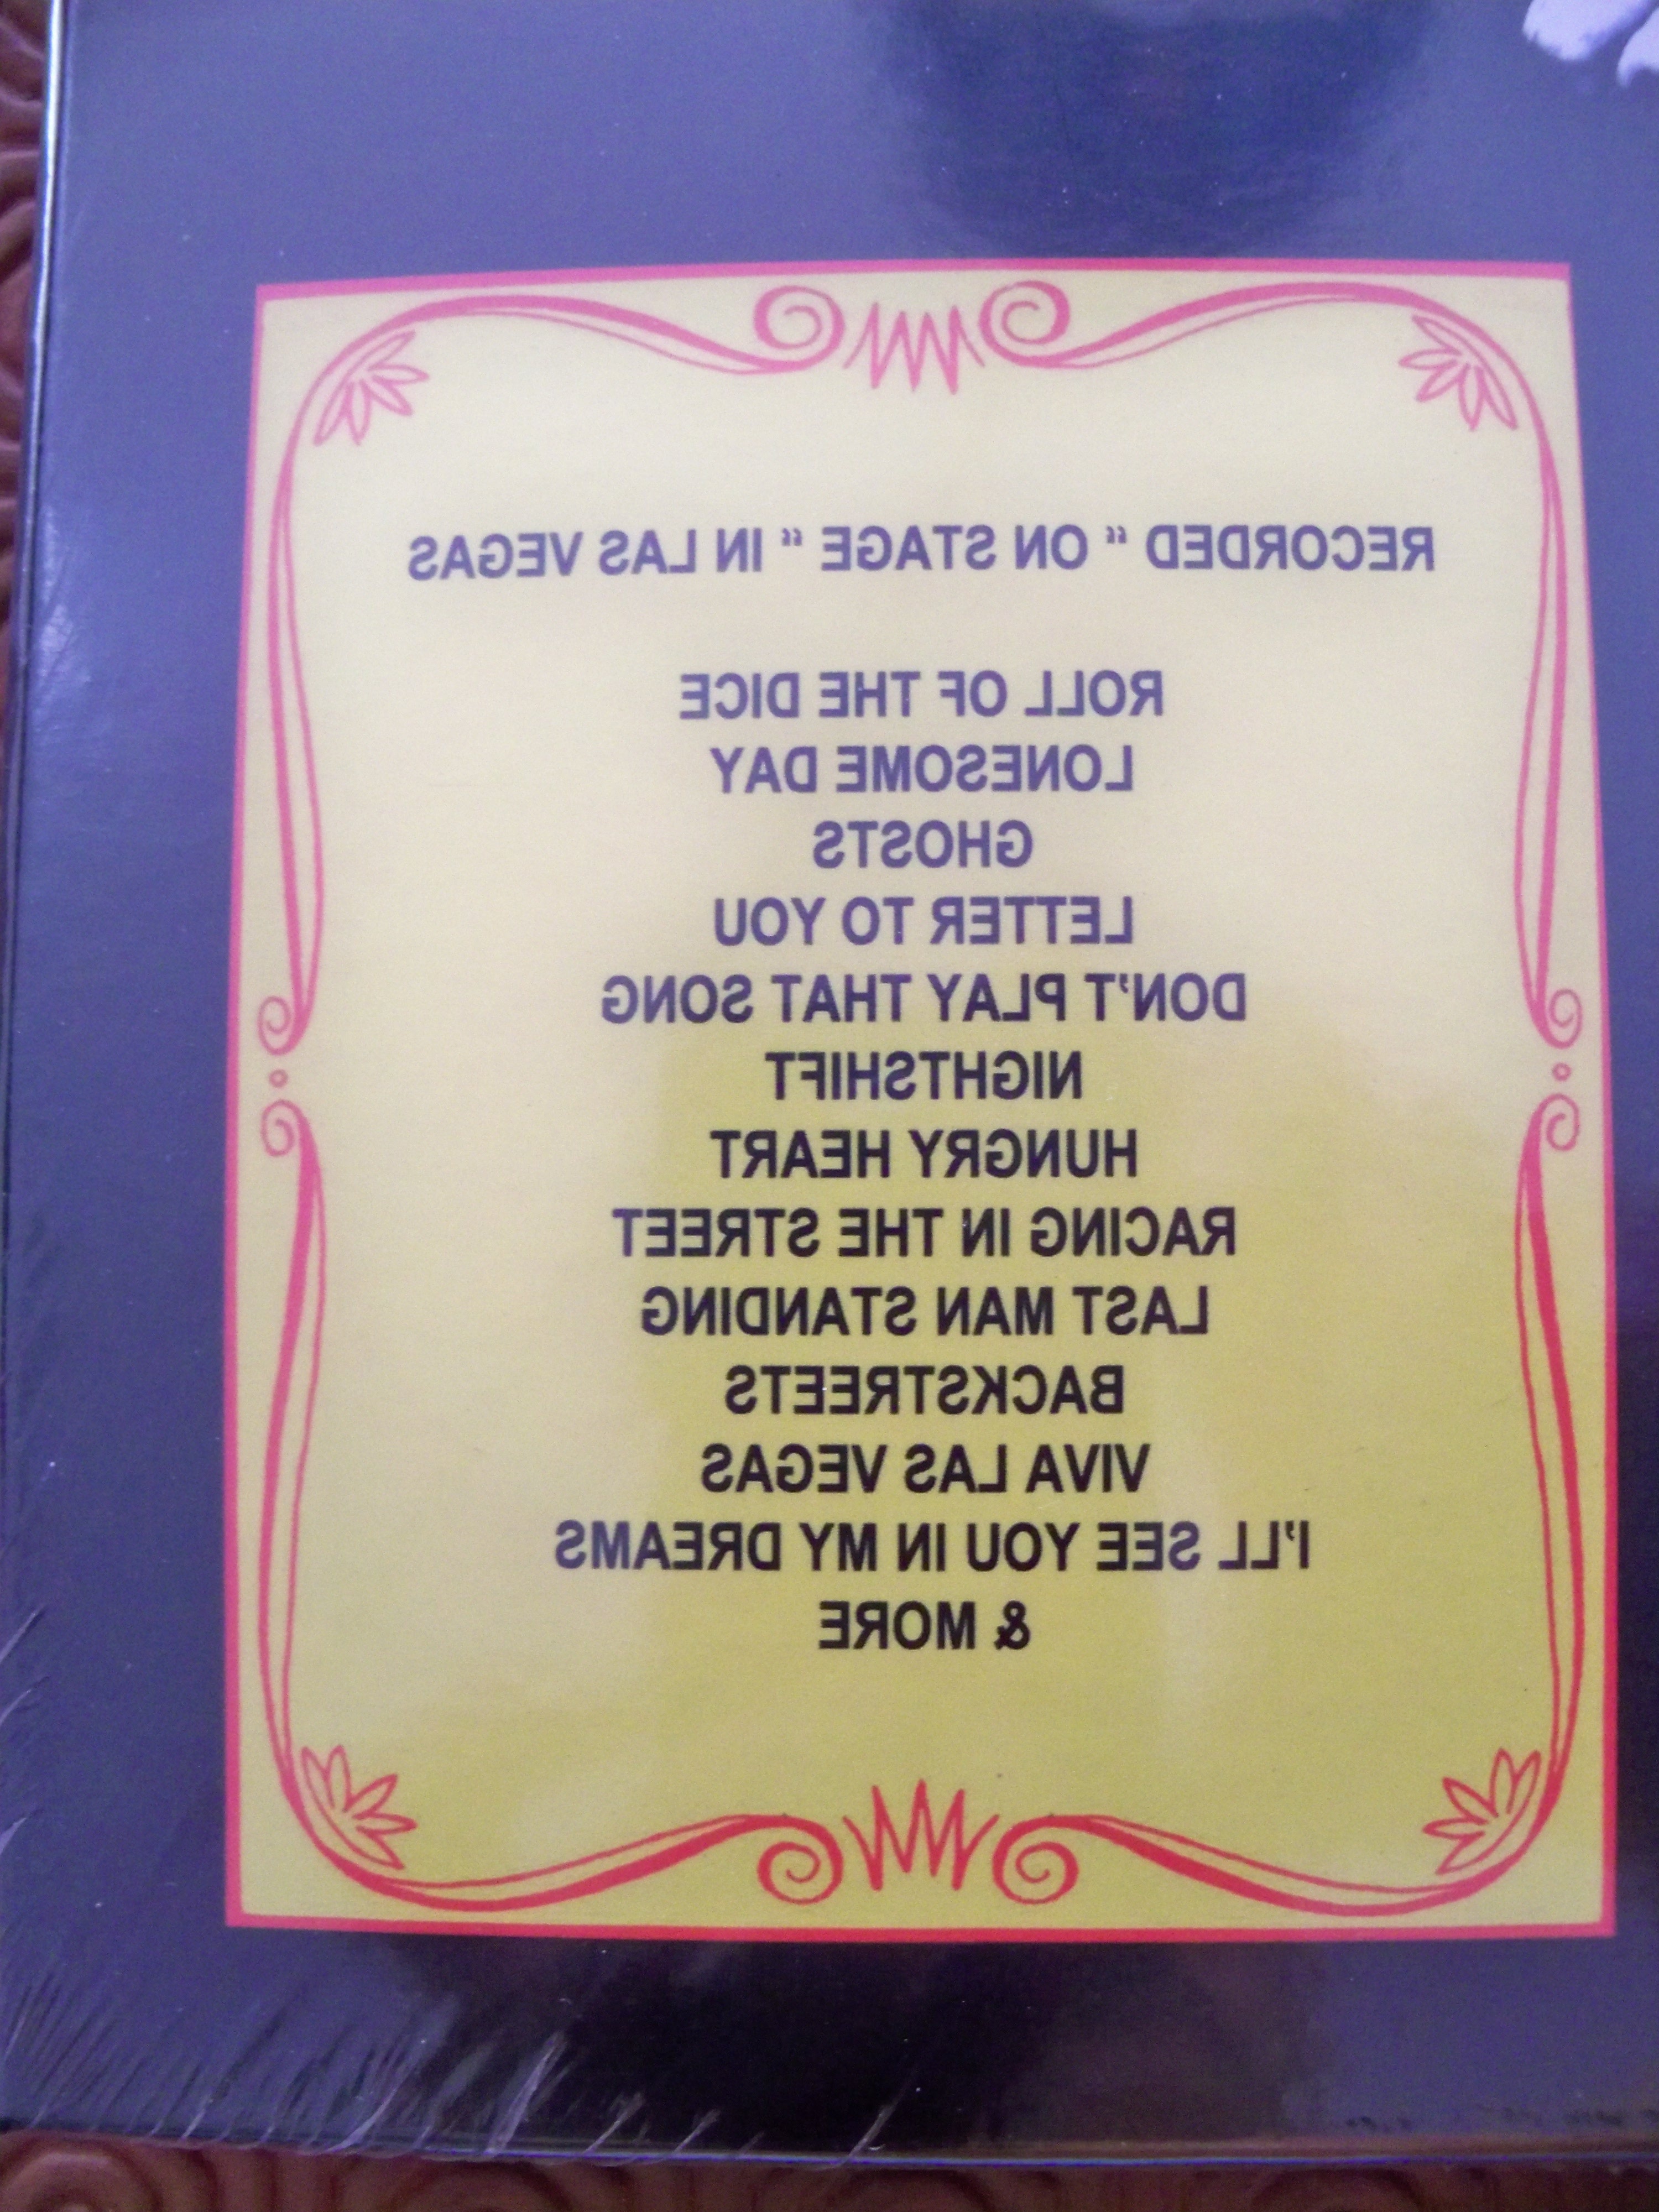 RECORDED “ ON STAGE “ IN LAS VEGAS
ROLL OF THE DICE
LONESOME DAY
GHOSTS
LETTER TO YOU
DON'T PLAY THAT SONG
NIGHTSHIFT
HUNGRY HEART
RACING IN THE STREET
LAST MAN STANDING
BACKSTREETS
VIVA LAS VEGAS
I'LL SEE YOU IN MY DREAMS
& MORE